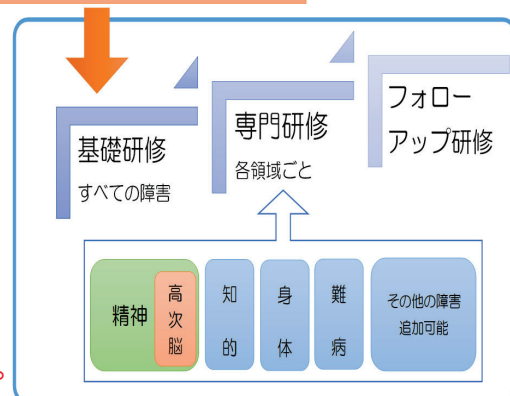 基礎研修
すべての障害
専門研修
各領域ごと
フォロー
アップ研修
精神
高次脳
知的
身体
難病
その他の障害
追加可能
。